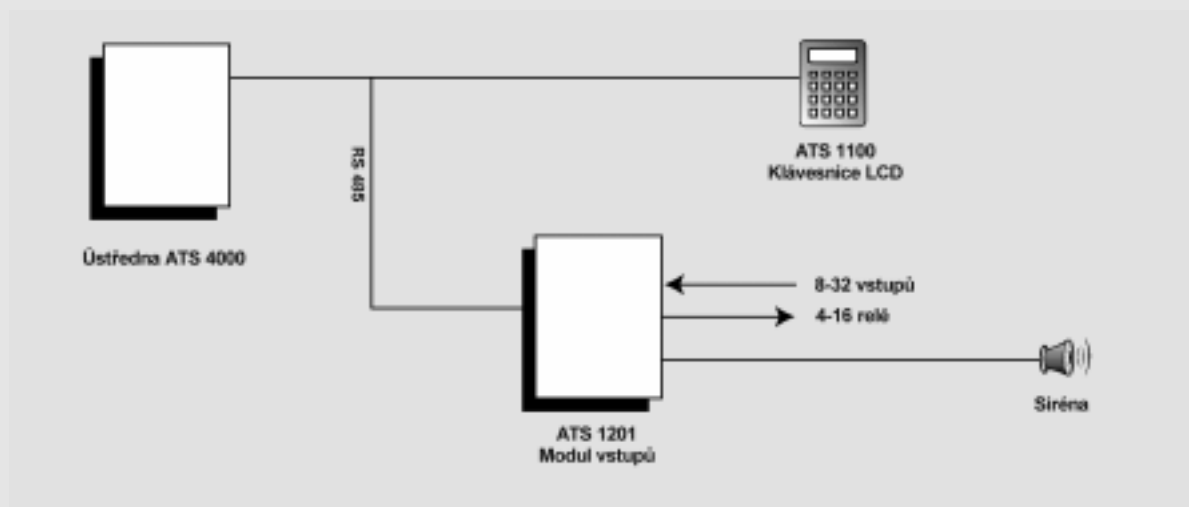 ATS 1100
Klávesnice LCD
RS 485
Ústředna ATS 4000
8-32 vstupů
4-16 relé
Siréna
ATS 1201
Modul vstupů